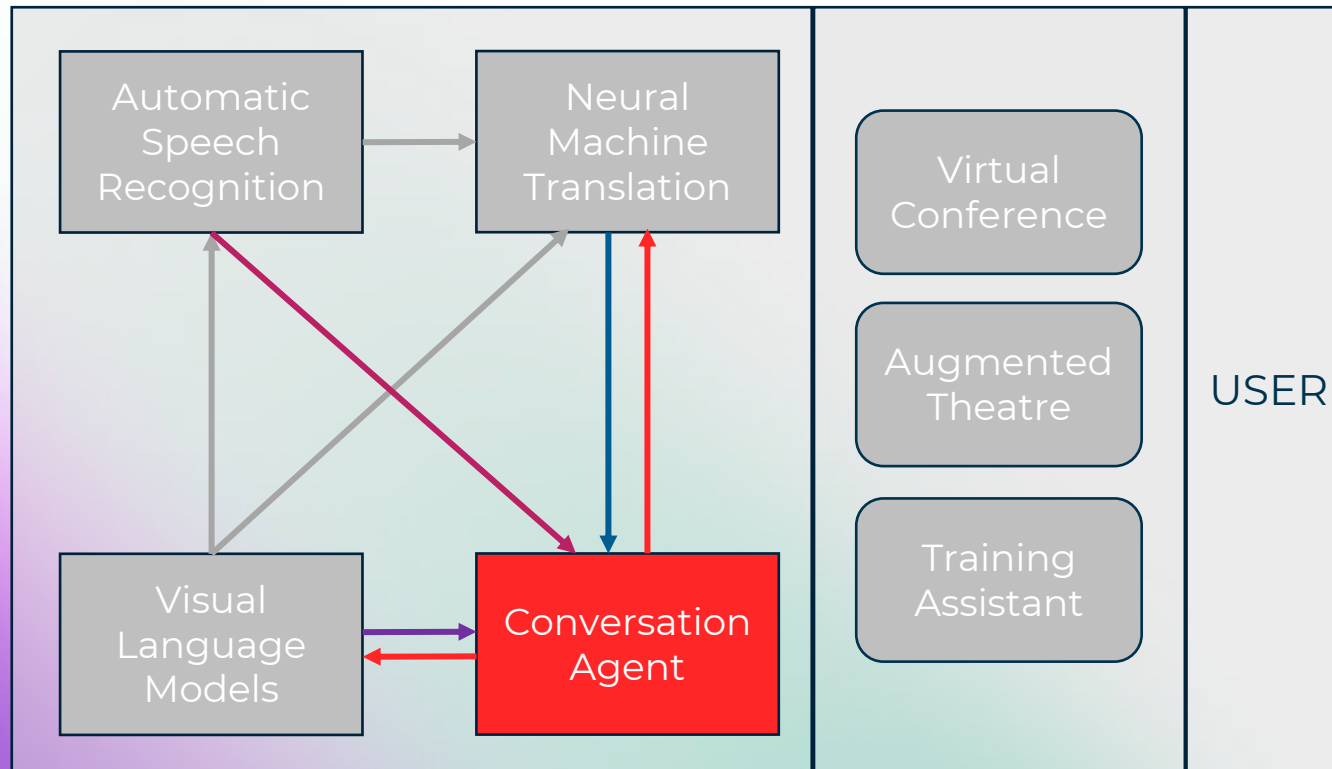 Automatic
Speech
Recognition
Neural
Machine
Translation
Visual
Language
Models
Conversation
Agent
Virtual
Conference
Augmented
Theatre
Training
Assistant
USER